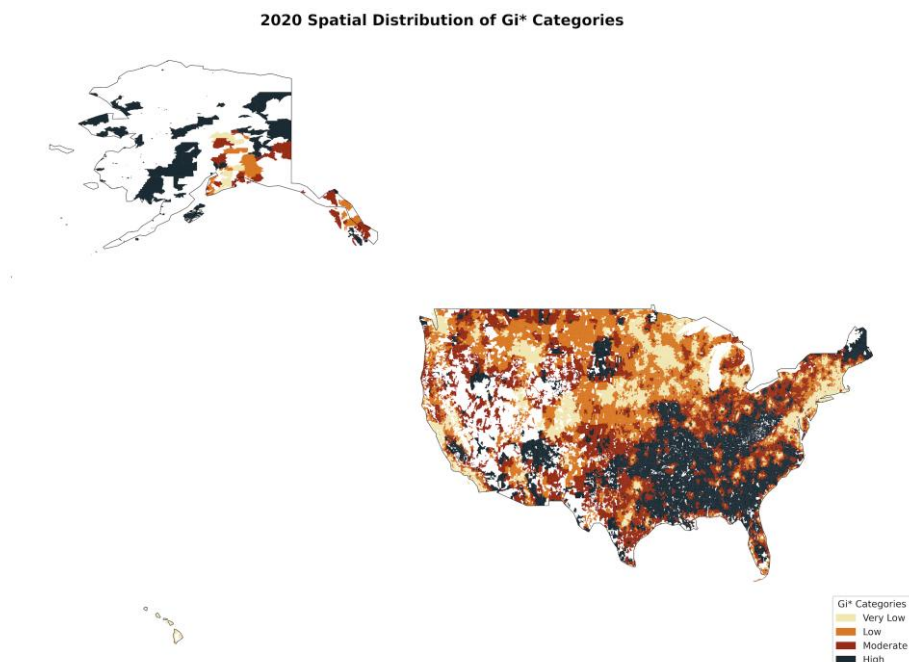 2020 Spatial Distribution of Gi* Categories
Gi* Categories
Very Low
Low
Moderate
High